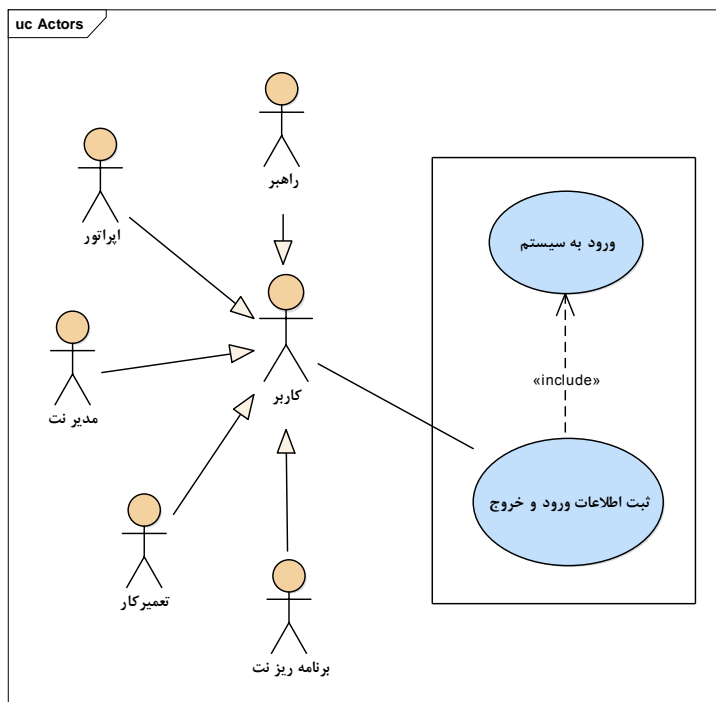 uc Actors
راهبر
اپراتور
ورود به سیستم
کاربر
مدیر نت
«include»
ثبت اطلاعات ورود و خروج
تعمیرکار
برنامه ریز نت